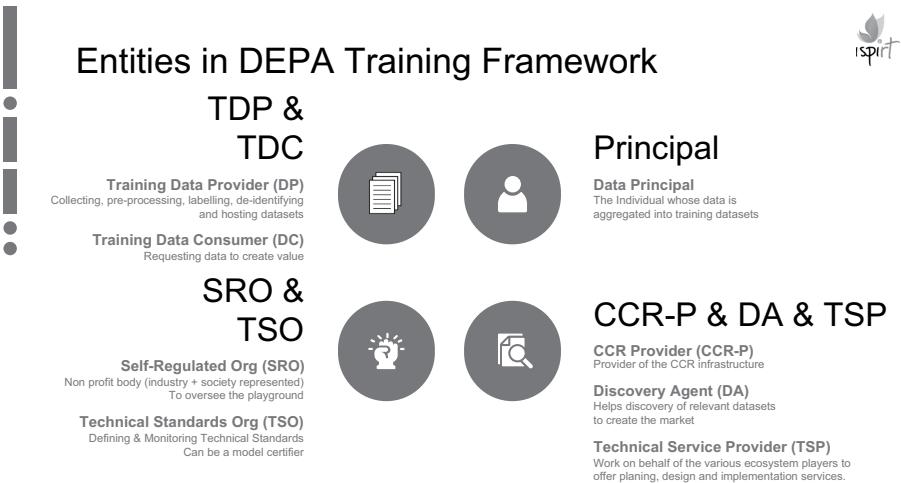 Entities in DEPA Training Framework
ıspırt
TDP &
TDC
Training Data Provider (DP)
Collecting, pre-processing, labelling, de-identifying
and hosting datasets
Training Data Consumer (DC)
Requesting data to create value
Principal
Data Principal
The Individual whose data is
aggregated into training datasets
SRO &
TSO
Self-Regulated Org (SRO)
Non profit body (industry + society represented)
To oversee the playground
Technical Standards Org (TSO)
Defining & Monitoring Technical Standards
Can be a model certifier
CCR-P & DA & TSP
CCR Provider (CCR-P)
Provider of the CCR infrastructure
Discovery Agent (DA)
Helps discovery of relevant datasets
to create the market
Technical Service Provider (TSP)
Work on behalf of the various ecosystem players to
offer planing, design and implementation services.